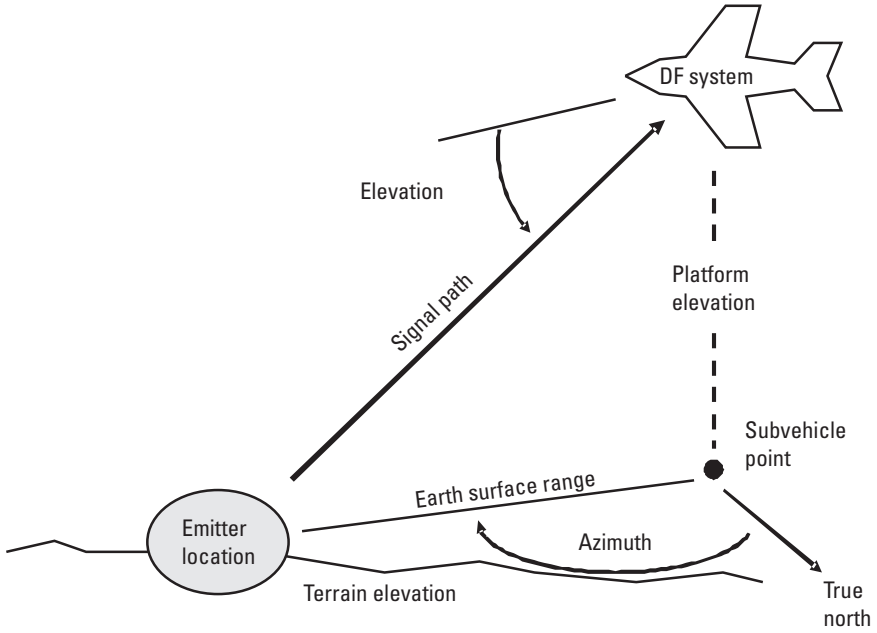 DF system
Elevation
Signal path
Platform
elevation
Subvehicle
point
Earth surface range
Emitter
location
Azimuth
Terrain elevation
True
north